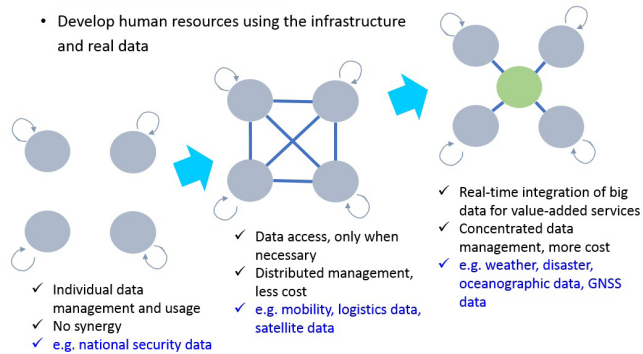 • Develop human resources using the infrastructure
and real data
✓ Individual data
management and usage
✓ No synergy
✓ e.g. national security data
✓ Data access, only when
necessary
✓ Distributed management,
less cost
✓ e.g. mobility, logistics data,
satellite data
✓ Real-time integration of big
data for value-added services
✓ Concentrated data
management, more cost
✓ e.g. weather, disaster,
oceanographic data, GNSS
data